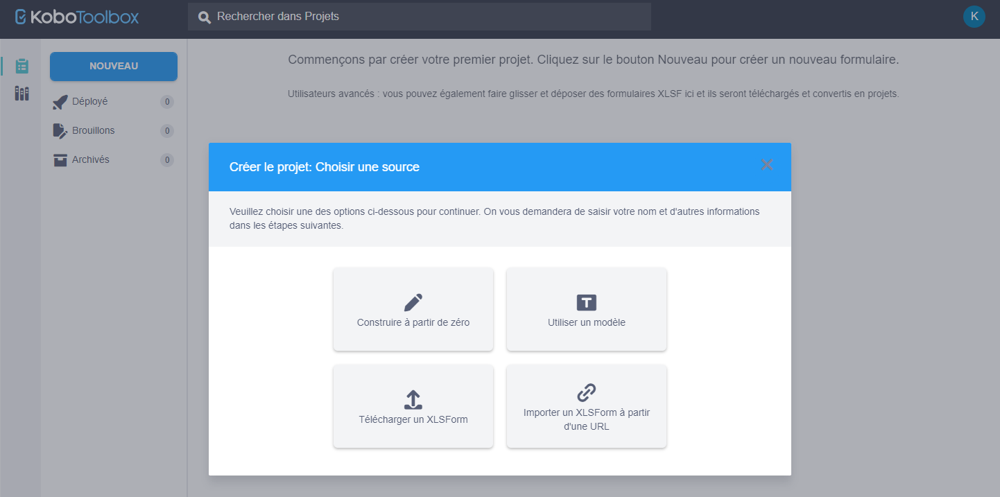 KoboToolbox
Rechercher dans Projets
K
NOUVEAU
Déployé 0
Brouillons 0
Archivés 0
Commençons par créer votre premier projet. Cliquez sur le bouton Nouveau pour créer un nouveau formulaire.
Utilisateurs avancés : vous pouvez également faire glisser et déposer des formulaires XLSF ici et ils seront téléchargés et convertis en projets.
Créer le projet: Choisir une source
Veuillez choisir une des options ci-dessous pour continuer. On vous demandera de saisir votre nom et d'autres informations
dans les étapes suivantes.
Construire à partir de zéro
T
Utiliser un modèle
Télécharger un XLSForm
Importer un XLSForm à partir
d'une URL